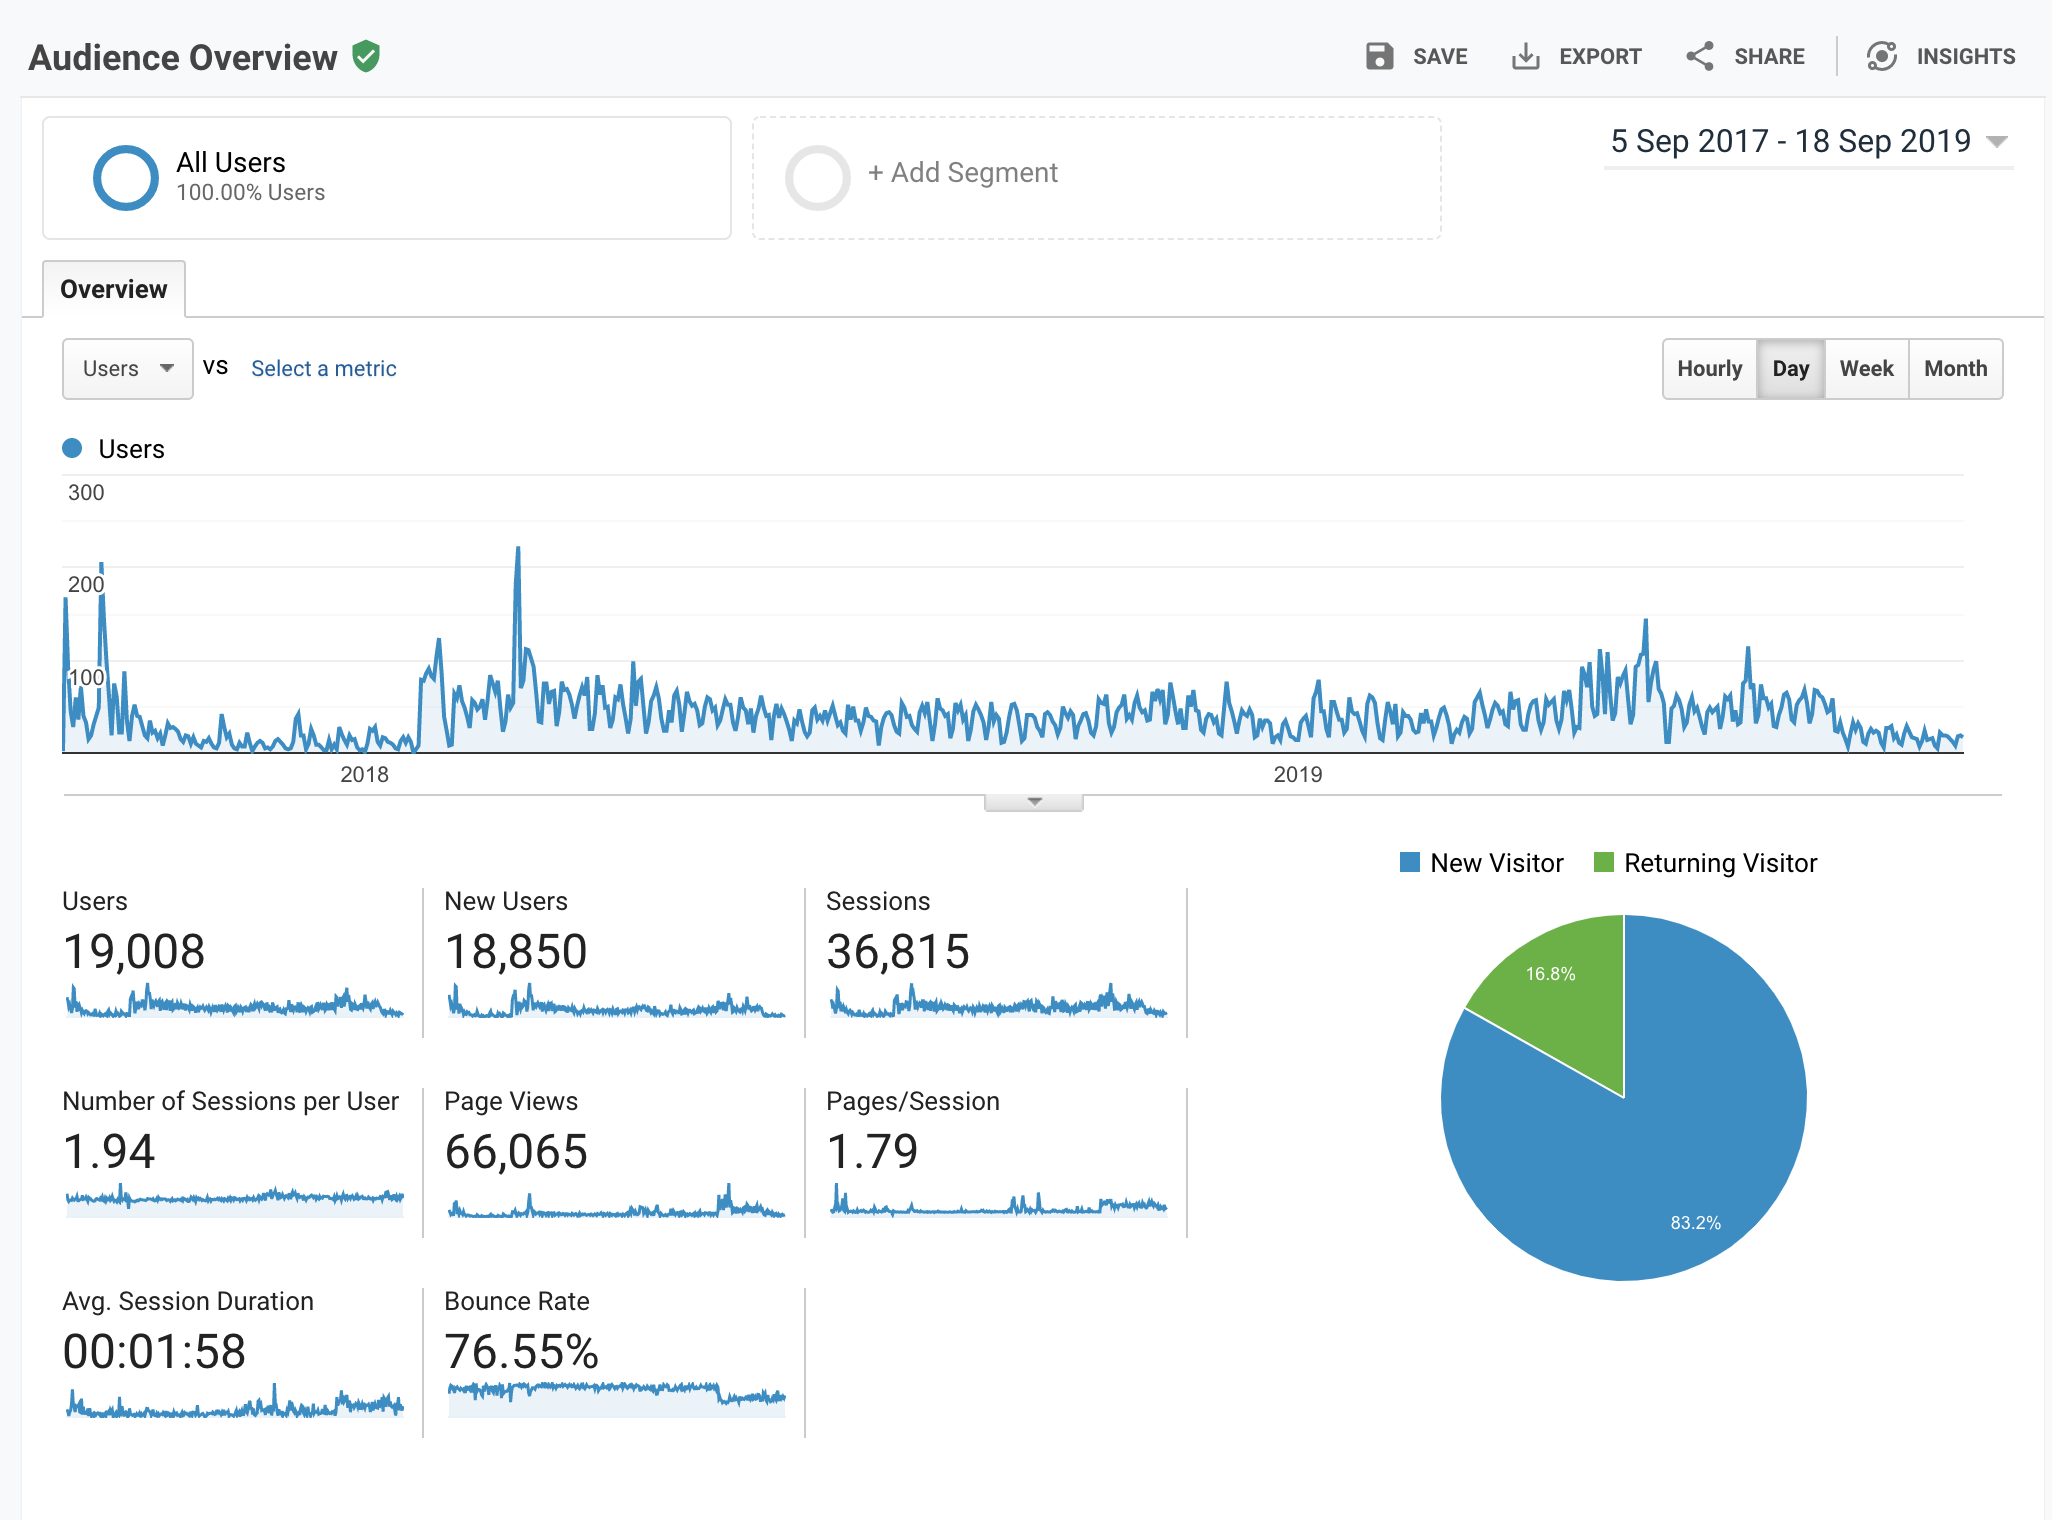 Audience Overview
SAVE
EXPORT
SHARE
INSIGHTS
All Users
100.00% Users
+ Add Segment
5 Sep 2017 - 18 Sep 2019
Overview
Users
VS
Select a metric
Hourly
Day
Week
Month
Users
300
200
100
2018
2019
New Visitor
Returning Visitor
Users
19,008
New Users
18,850
Sessions
36,815
16.8%
83.2%
Number of Sessions per User
1.94
Page Views
66,065
Pages/Session
1.79
Avg. Session Duration
00:01:58
Bounce Rate
76.55%